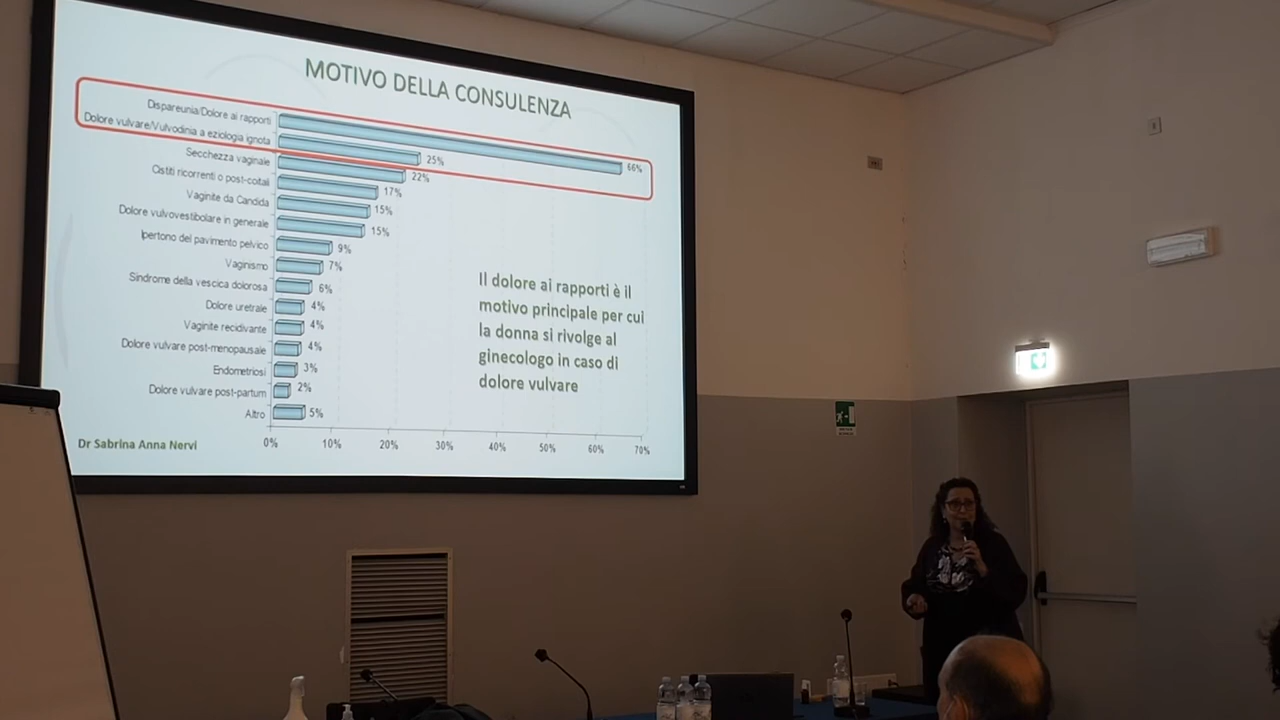 MOTIVO DELLA CONSULENZA
Dispareunia/Dolore ai rapporti 66%
Dolore vulvare/Vulvodinia a eziologia ignota 25%
Secchezza vaginale 22%
Cistiti ricorrenti o post-coitali 17%
Vaginite da Candida 15%
Dolore vulvovestibolare in generale 15%
Ipertono del pavimento pelvico 9%
Vaginismo 7%
Sindrome della vescica dolorosa 6%
Dolore uretrale 4%
Vaginite recidivante 4%
Dolore vulvare post-menopausale 4%
Endometriosi 3%
Dolore vulvare post-partum 2%
Altro 5%
0% 10% 20% 30% 40% 50% 60% 70%
Il dolore ai rapporti è il
motivo principale per cui
la donna si rivolge al
ginecologo in caso di
dolore vulvare
Dr Sabrina Anna Nervi